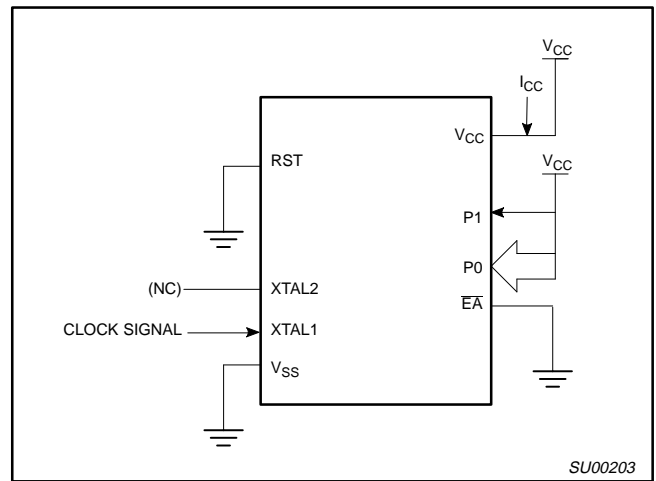 VCC
ICC
VCC
RST
VCC
P1
P0
(NC)
XTAL2
EA
CLOCK SIGNAL
XTAL1
VSS
SU00203